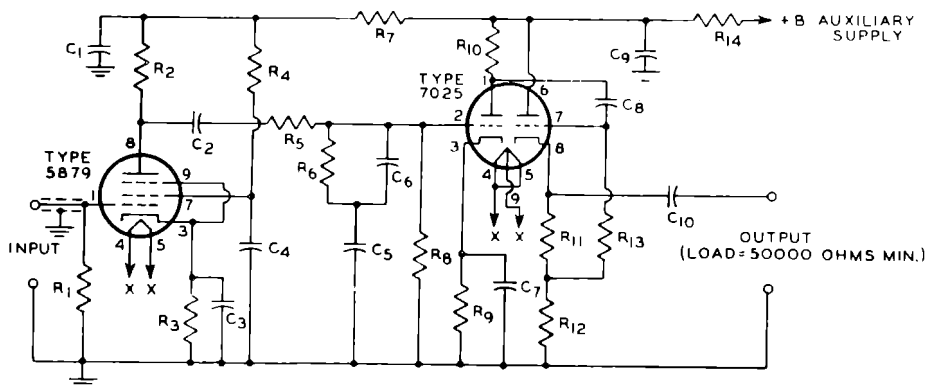 C1
R2
R4
R7
R10
C9
R14
+B AUXILIARY
SUPPLY
TYPE
7025
1
6
C8
8
C2
R5
2
7
TYPE
5879
9
R6
C6
3
8
1
7
4
9
5
C10
3
X X
4 5
INPUT
C4
C5
R8
R11
R13
OUTPUT
(LOAD=50000 OHMS MIN.)
X X
R1
R3
C3
R9
C7
R12